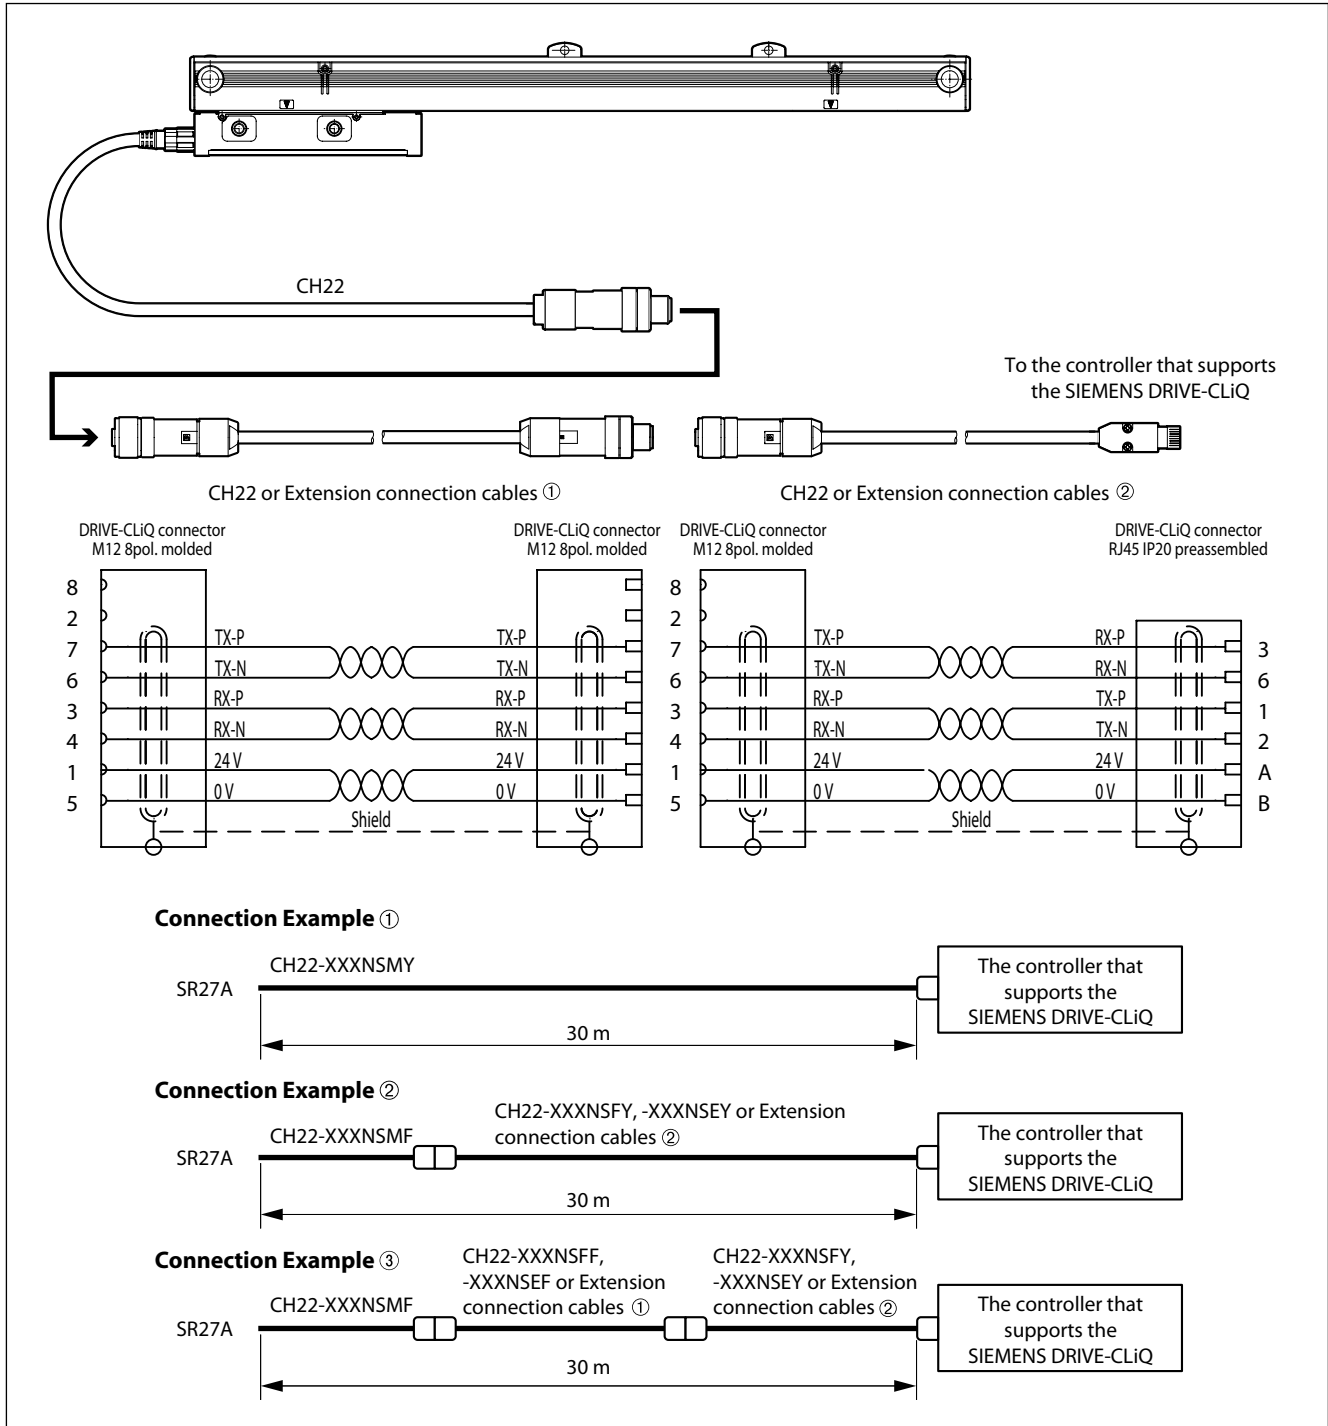 CH22
To the controller that supports
the SIEMENS DRIVE-CLiQ
CH22 or Extension connection cables ①
CH22 or Extension connection cables ②
DRIVE-CLiQ connector
M12 8pol. molded
DRIVE-CLiQ connector
M12 8pol. molded
DRIVE-CLiQ connector
M12 8pol. molded
DRIVE-CLiQ connector
RJ45 IP20 preassembled
8
8
2
2
7 TX-P TX-P
7 TX-P RX-P 3
6 TX-N TX-N
6 TX-N RX-N 6
3 RX-P RX-P
3 RX-P TX-P 1
4 RX-N RX-N
4 RX-N TX-N 2
1 24 V 24 V
1 24 V 24 V A
5 0 V 0 V
5 0 V 0 V B
Shield
Shield
Connection Example ①
CH22-XXXNSMY
SR27A
30 m
The controller that
supports the
SIEMENS DRIVE-CLiQ
Connection Example ②
CH22-XXXNSFY, -XXXNSEY or Extension
connection cables ②
CH22-XXXNSMF
SR27A
30 m
The controller that
supports the
SIEMENS DRIVE-CLiQ
Connection Example ③
CH22-XXXNSFF,
-XXXNSEF or Extension
connection cables ①
CH22-XXXNSFY,
-XXXNSEY or Extension
connection cables ②
CH22-XXXNSMF
SR27A
30 m
The controller that
supports the
SIEMENS DRIVE-CLiQ